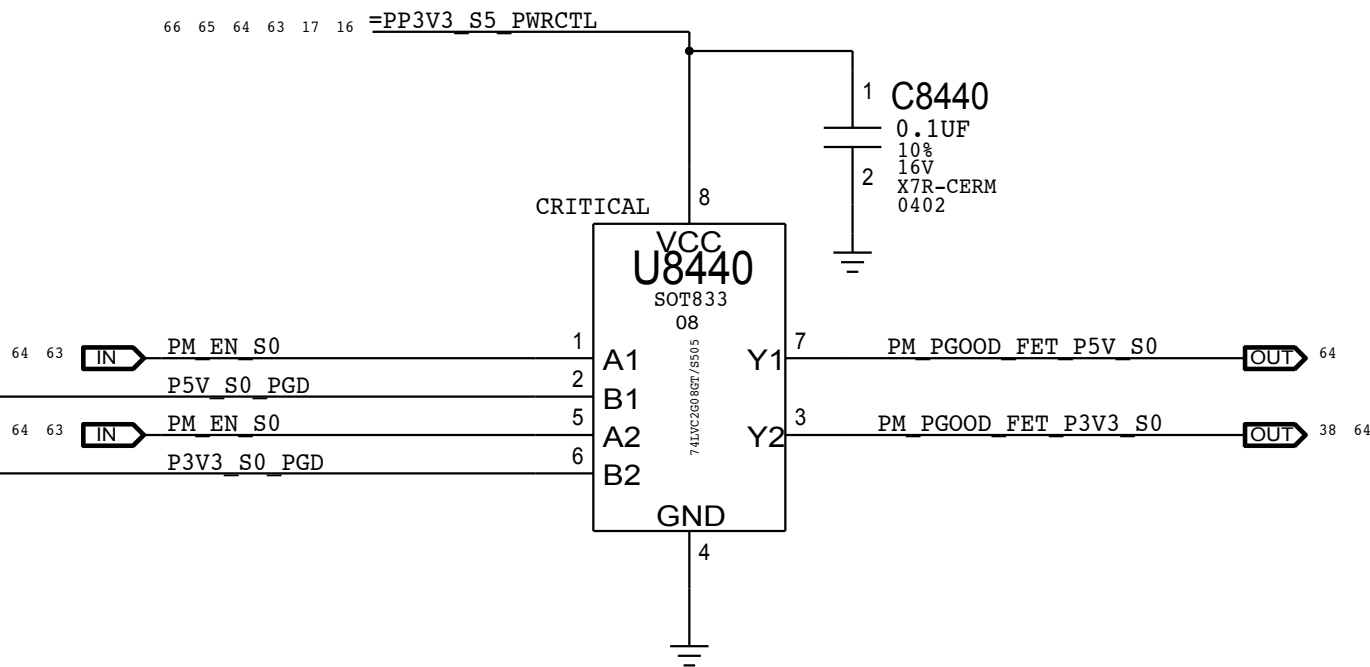 66 65 64 63 17 16 =PP3V3_S5_PWRCTL
1 C8440
0.1UF
10%
16V
2 X7R-CERM
0402
CRITICAL 8
VCC
U8440
SOT833
08
74LVC2G08GT/S505
64 63 IN PM_EN_S0 1 A1 Y1 7 PM_PGOOD_FET_P5V_S0 OUT 64
P5V_S0_PGD 2 B1
64 63 IN PM_EN_S0 5 A2 Y2 3 PM_PGOOD_FET_P3V3_S0 OUT 38 64
P3V3_S0_PGD 6 B2
GND
4